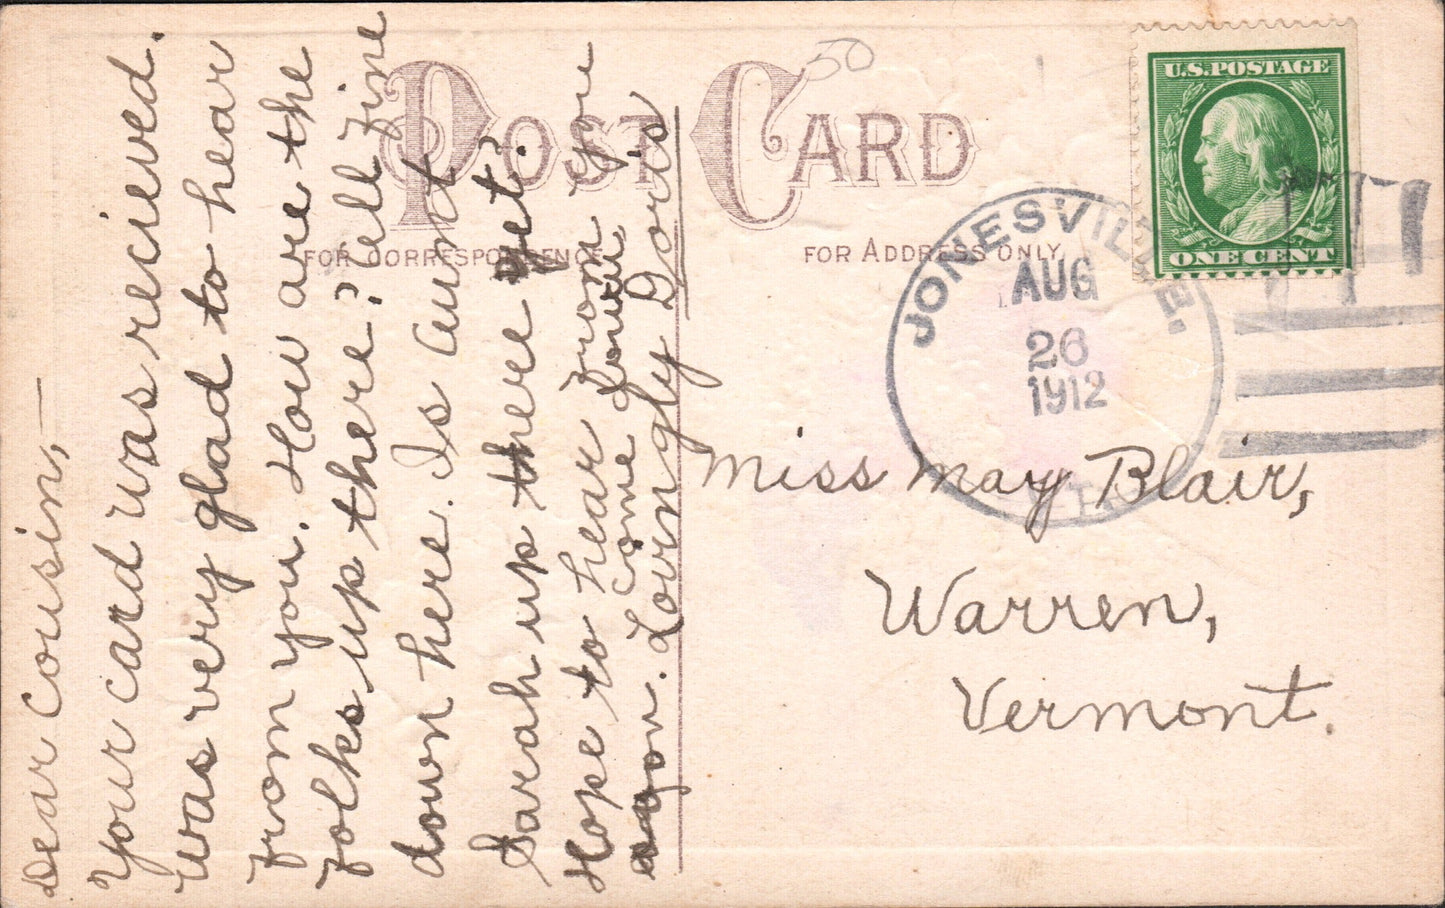 50
POST CARD
FOR CORRESPONDENCE
FOR ADDRESS ONLY
U.S. POSTAGE
ONE CENT
JONESVILLE.
AUG
26
1912
VT.
Miss May Blair,
Warren,
Vermont.
Dear Cousin,—
Your card was recieved.
Was very glad to hear
from you. How are the
folks up there? all fine
down here. Is aunt
Sarah up there yet?
Hope to hear from you
Come down
again. Lovingly Doris